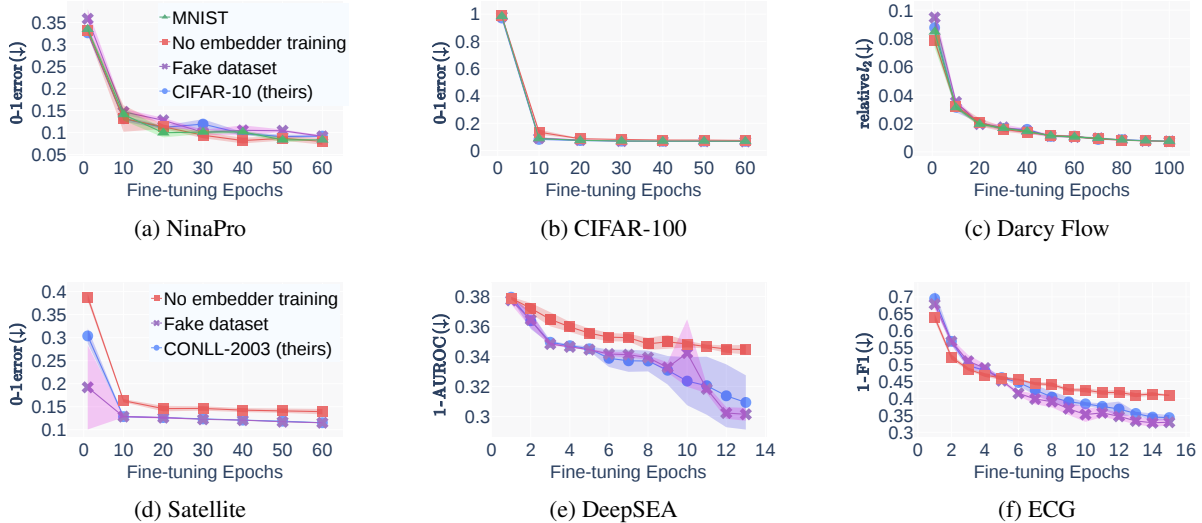 0-1error(↓)
0.35
0.3
0.25
0.2
0.15
0.1
0.05
MNIST
No embedder training
Fake dataset
CIFAR-10 (theirs)
0 10 20 30 40 50 60
Fine-tuning Epochs
(a) NinaPro
0-1error(↓)
1
0.8
0.6
0.4
0.2
0
0 10 20 30 40 50 60
Fine-tuning Epochs
(b) CIFAR-100
relative l₂(↓)
0.1
0.08
0.06
0.04
0.02
0
0 20 40 60 80 100
Fine-tuning Epochs
(c) Darcy Flow
0-1error(↓)
0.4
0.35
0.3
0.25
0.2
0.15
0.1
No embedder training
Fake dataset
CONLL-2003 (theirs)
0 10 20 30 40 50 60
Fine-tuning Epochs
(d) Satellite
1-AUROC(↓)
0.38
0.36
0.34
0.32
0.3
0 2 4 6 8 10 12 14
Fine-tuning Epochs
(e) DeepSEA
1-F1(↓)
0.7
0.65
0.6
0.55
0.5
0.45
0.4
0.35
0.3
0 2 4 6 8 10 12 14 16
Fine-tuning Epochs
(f) ECG